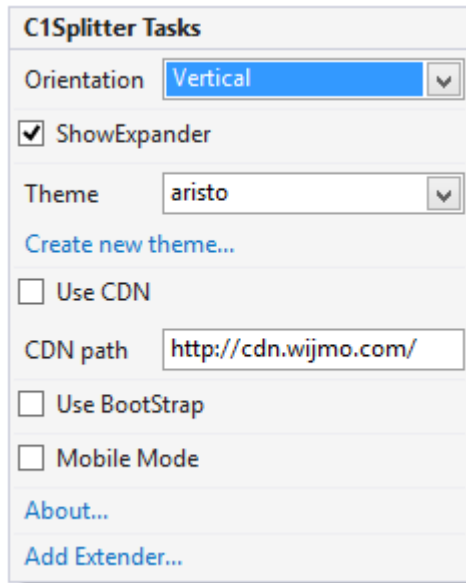 C1Splitter Tasks
Orientation Vertical
ShowExpander
Theme aristo
Create new theme...
Use CDN
CDN path http://cdn.wijmo.com/
Use BootStrap
Mobile Mode
About...
Add Extender...